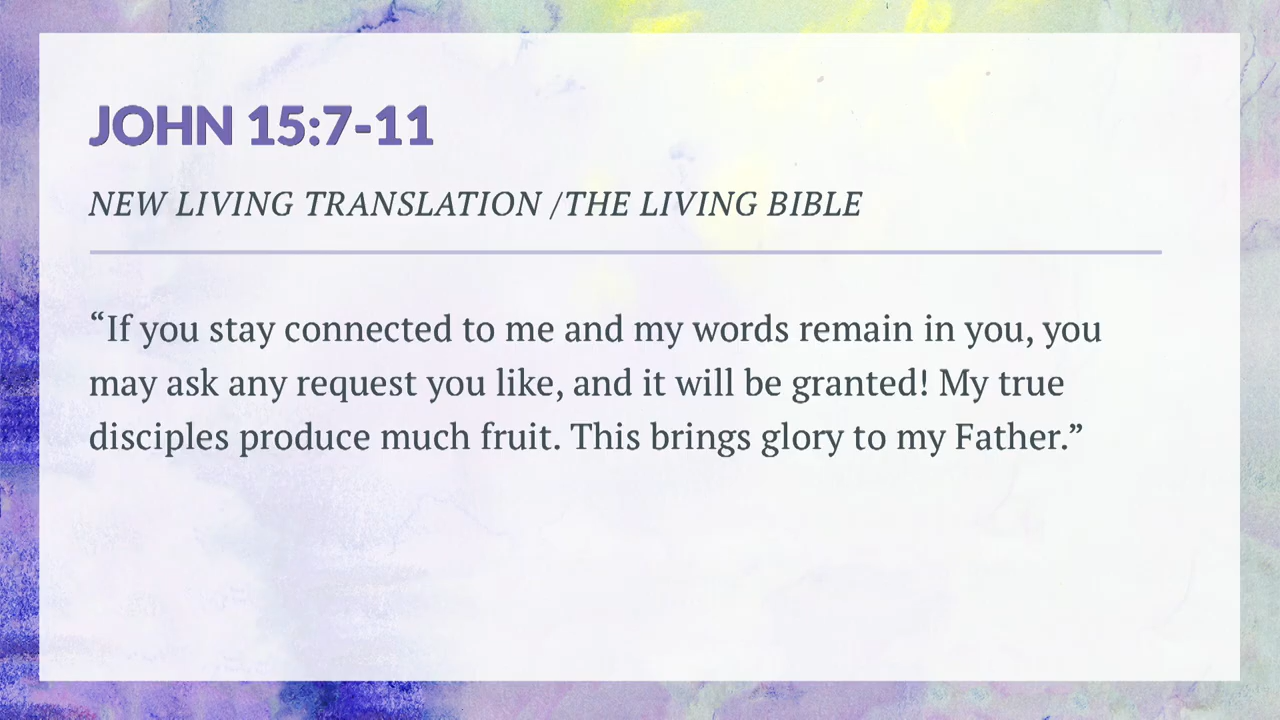 JOHN 15:7-11
NEW LIVING TRANSLATION /THE LIVING BIBLE
“If you stay connected to me and my words remain in you, you
may ask any request you like, and it will be granted! My true
disciples produce much fruit. This brings glory to my Father.”